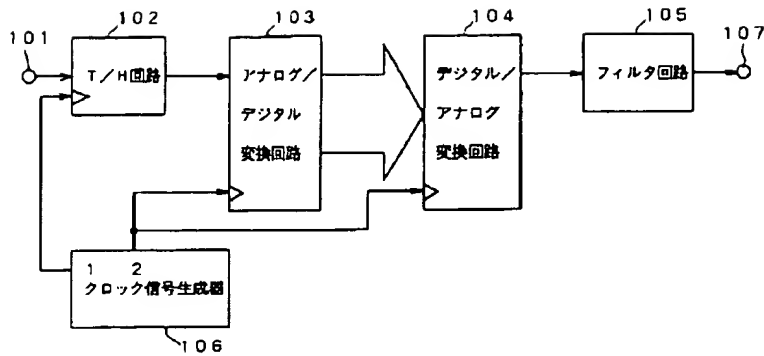 101
102
T/H回路
103
アナログ/
デジタル
変換回路
104
デジタル/
アナログ
変換回路
105
フィルタ回路
107
1 2
クロック信号生成器
106